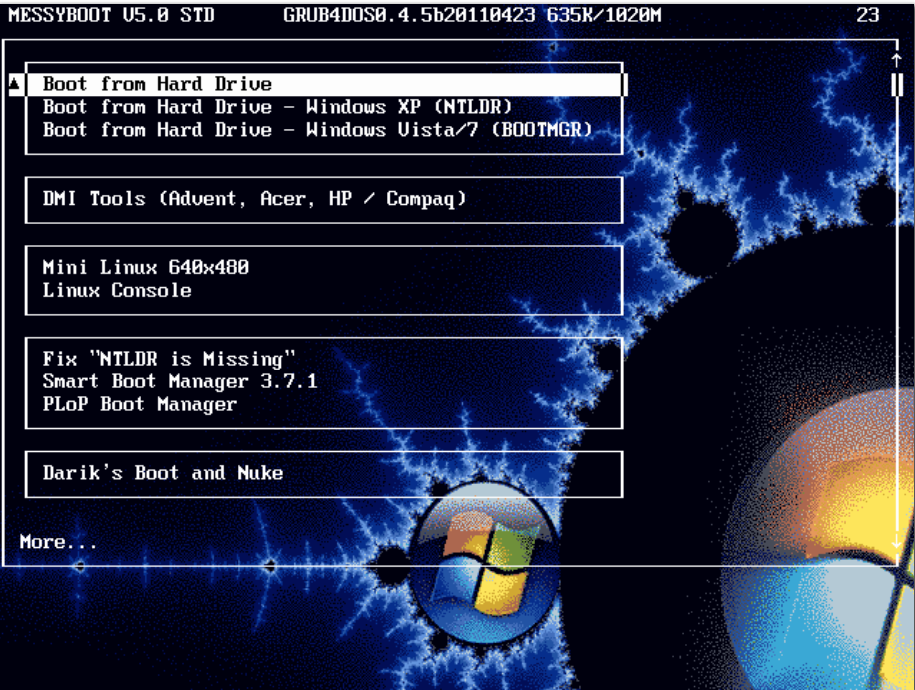 MESSYBOOT V5.0 STD GRUB4DOS0.4.5b20110423 635K/1020M 23
Boot from Hard Drive
Boot from Hard Drive - Windows XP (NTLDR)
Boot from Hard Drive - Windows Vista/7 (BOOTMGR)
DMI Tools (Advent, Acer, HP / Compaq)
Mini Linux 640x480
Linux Console
Fix "NTLDR is Missing"
Smart Boot Manager 3.7.1
PLoP Boot Manager
Darik's Boot and Nuke
More...